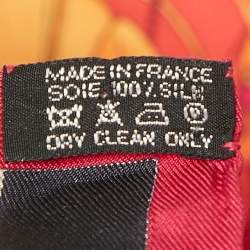 MADE IN FRANCE
SOIE.100%.SILK
DRY CLEAN ONLY